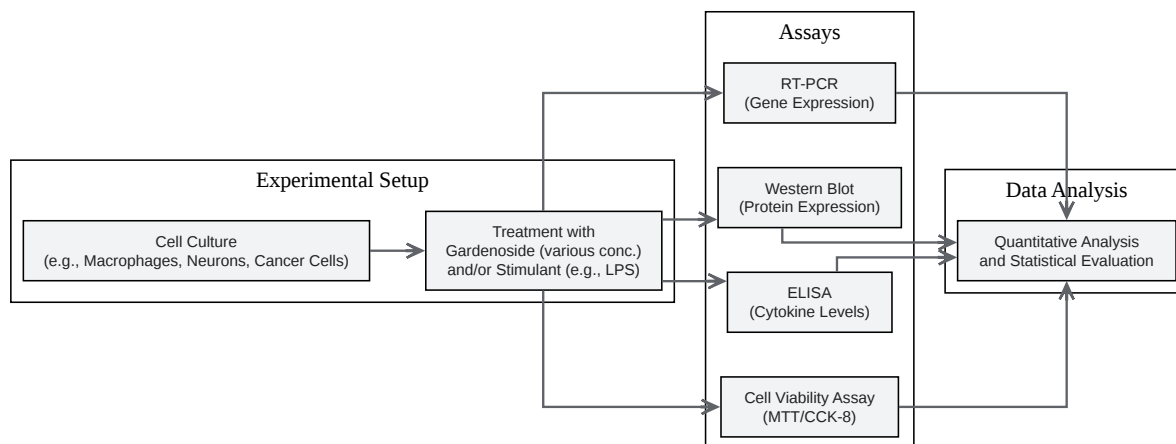 Experimental Setup
Cell Culture
(e.g., Macrophages, Neurons, Cancer Cells)
Treatment with
Gardenoside (various conc.)
and/or Stimulant (e.g., LPS)
Assays
RT-PCR
(Gene Expression)
Western Blot
(Protein Expression)
ELISA
(Cytokine Levels)
Cell Viability Assay
(MTT/CCK-8)
Data Analysis
Quantitative Analysis
and Statistical Evaluation